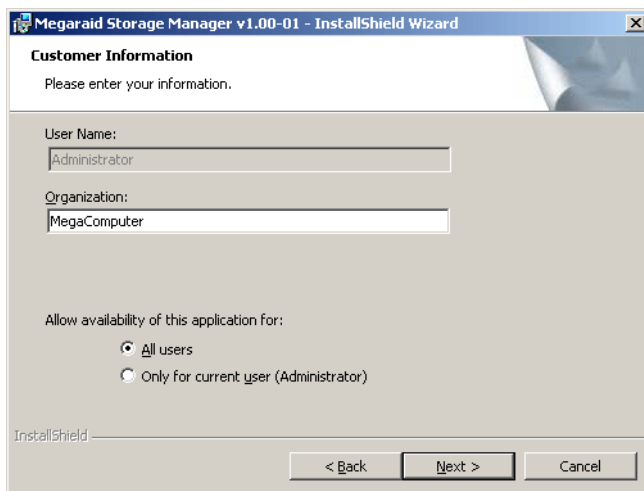 Megaraid Storage Manager v1.00-01 - InstallShield Wizard
Customer Information
Please enter your information.
User Name:
Administrator
Organization:
MegaComputer
Allow availability of this application for:
All users
Only for current user (Administrator)
InstallShield
< Back
Next >
Cancel